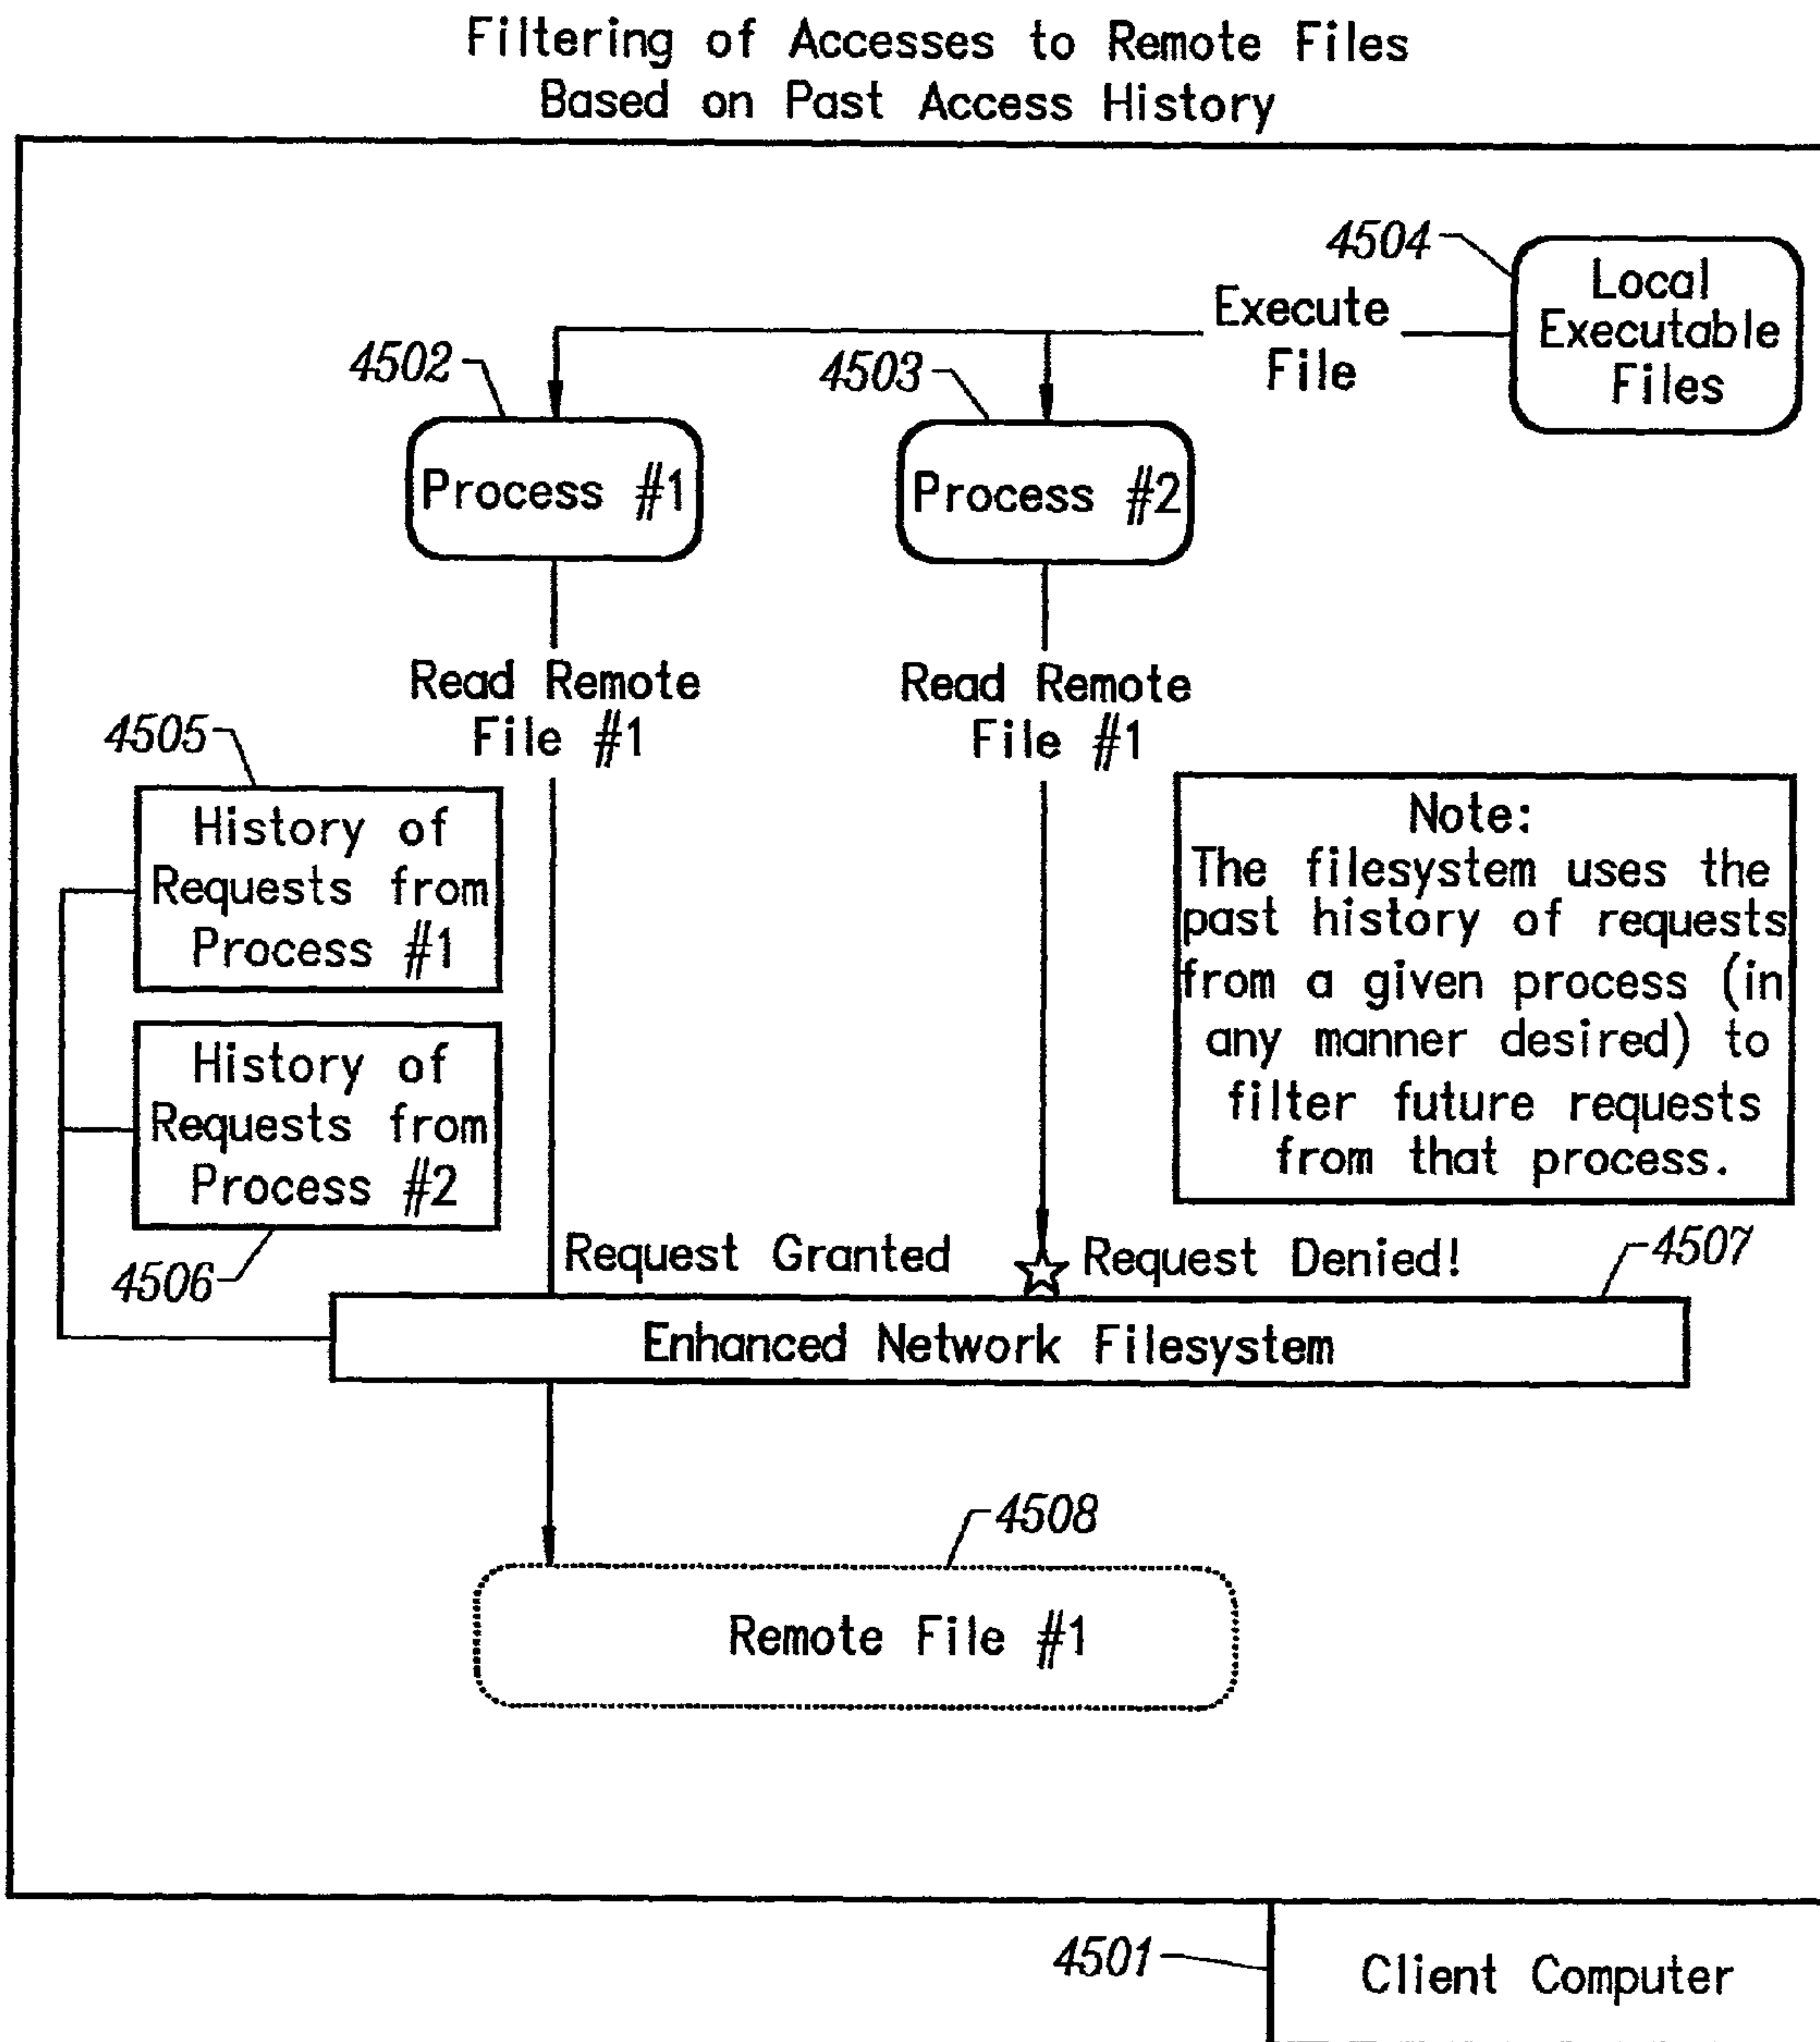 Filtering of Accesses to Remote Files
Based on Past Access History
4504
Local
Executable
Files
Execute
File
4502
4503
Process #1
Process #2
Read Remote
File #1
Read Remote
File #1
4505
History of
Requests from
Process #1
History of
Requests from
Process #2
4506
Note:
The filesystem uses the
past history of requests
from a given process (in
any manner desired) to
filter future requests
from that process.
Request Granted
Request Denied!
4507
Enhanced Network Filesystem
4508
Remote File #1
4501
Client Computer